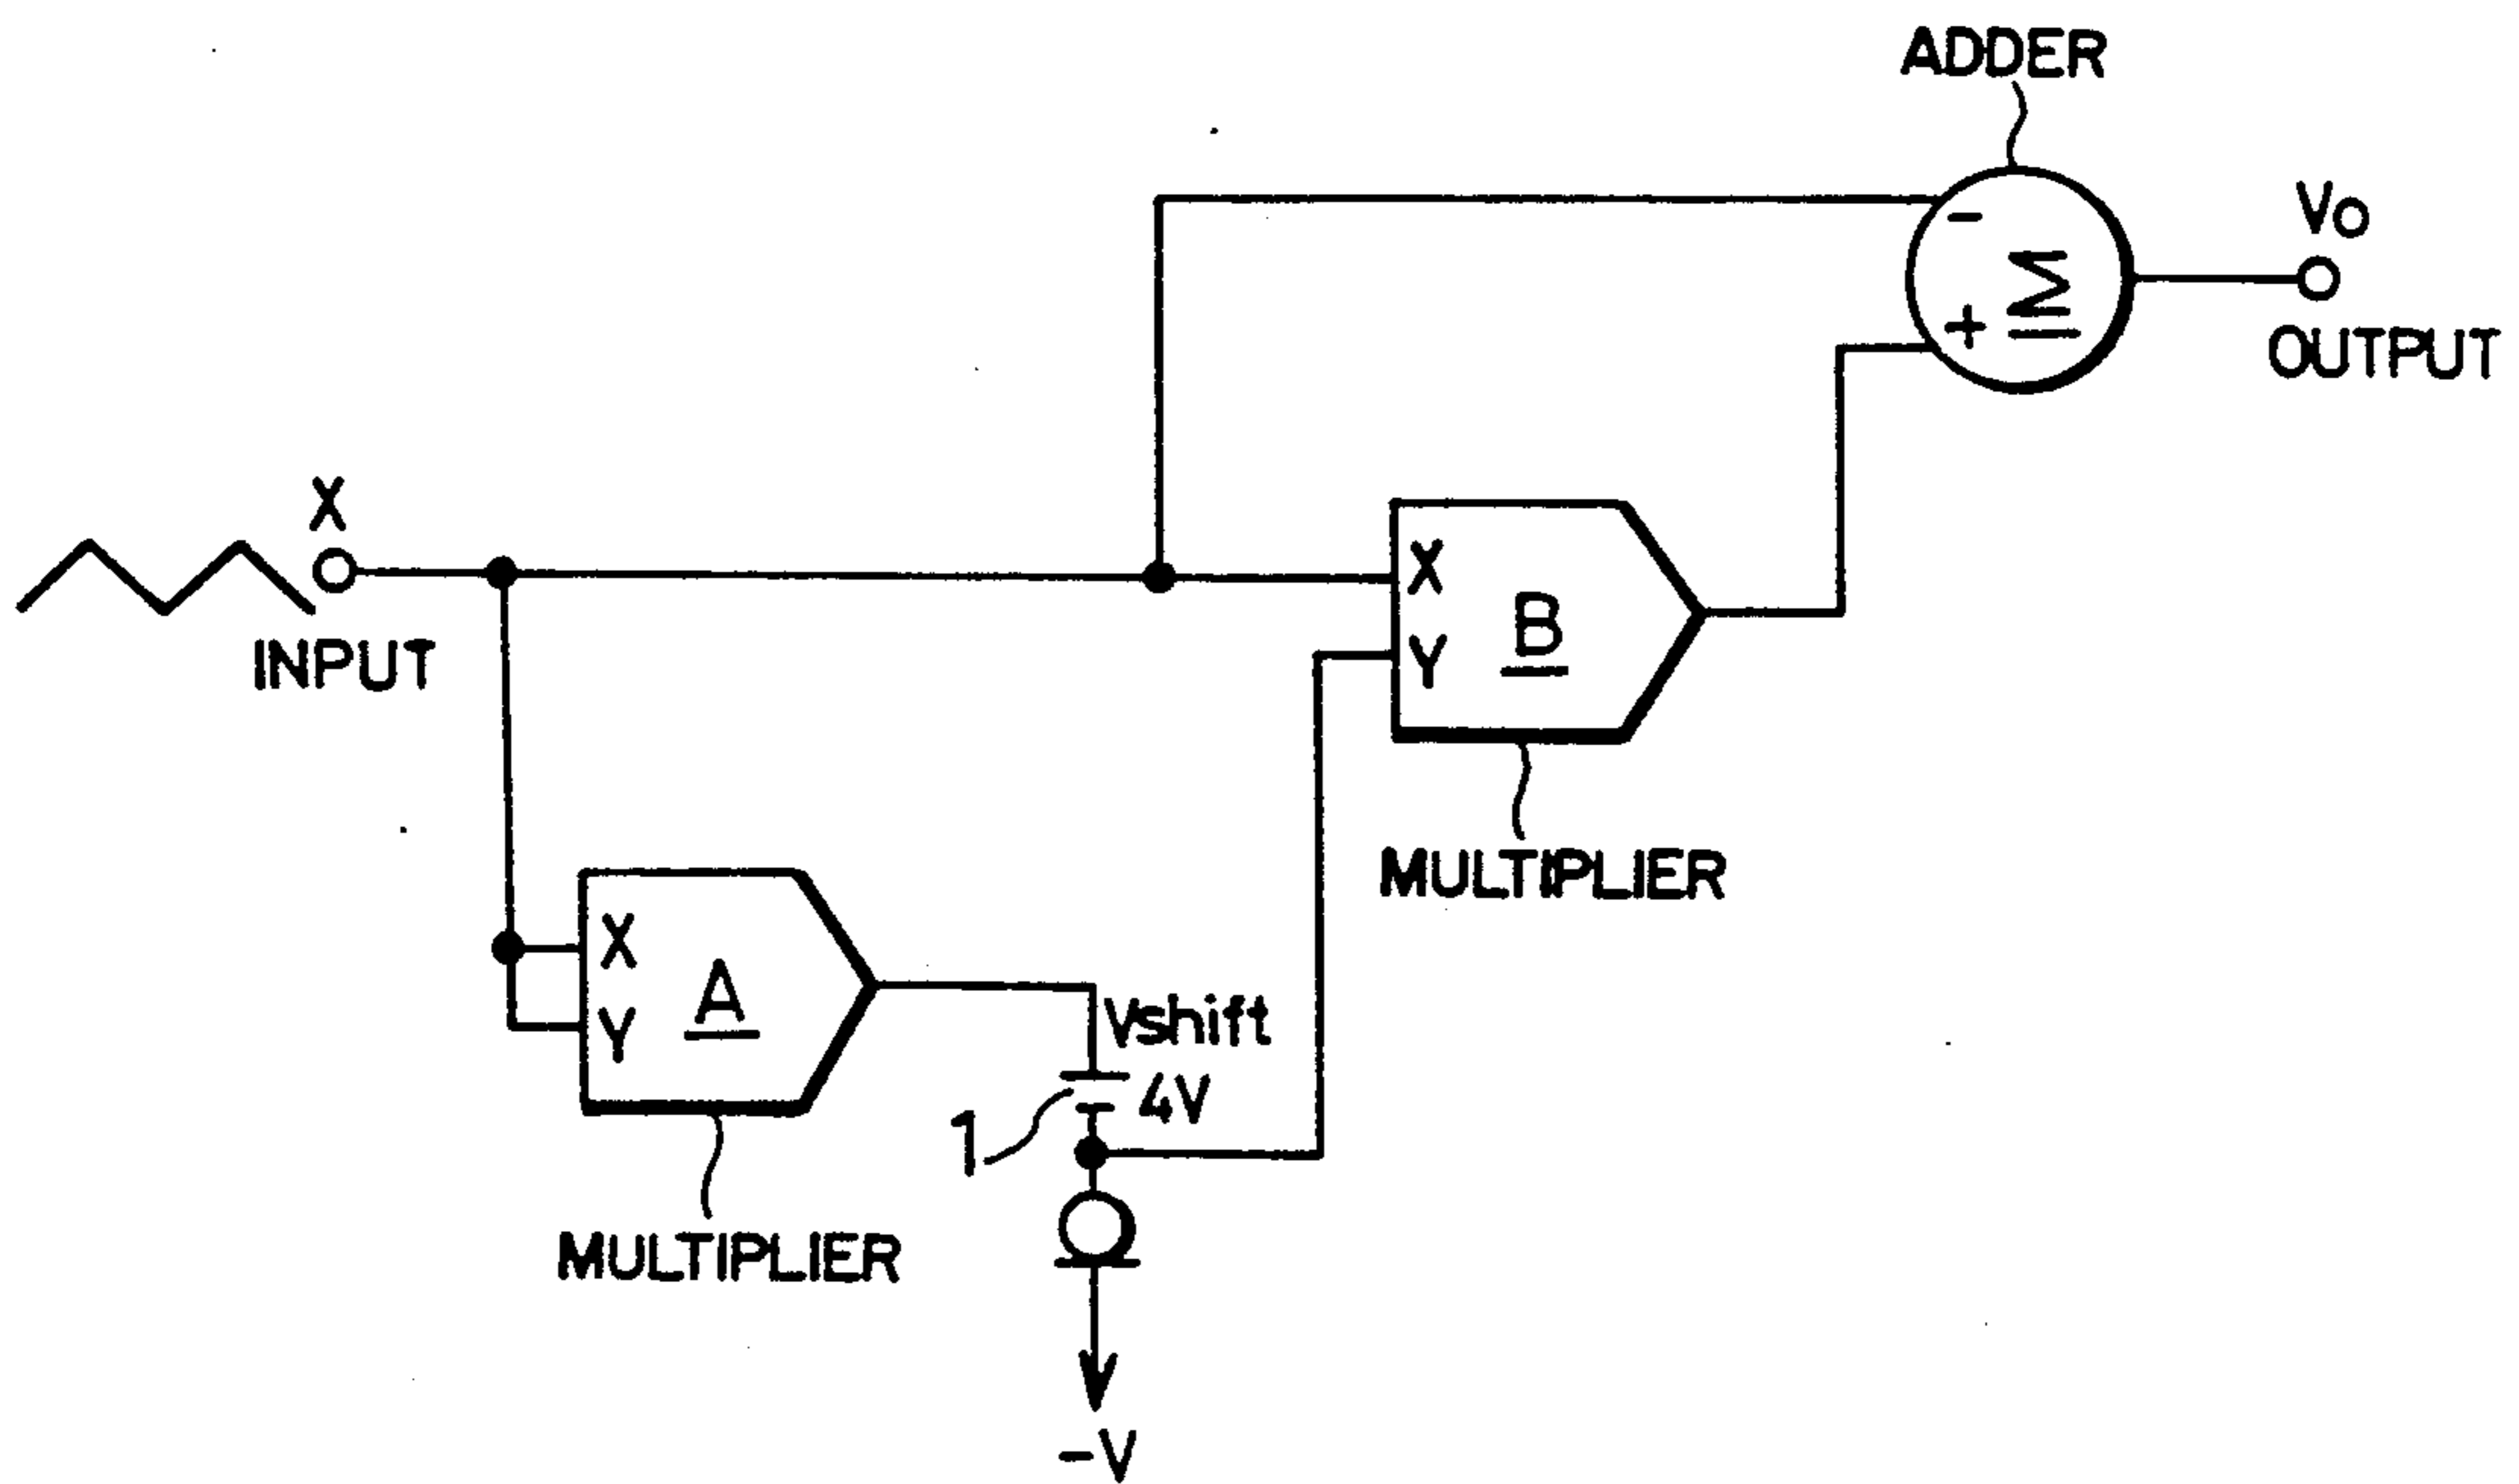 ADDER
−
Σ
+
Vo
OUTPUT
X
INPUT
X
B
Y
MULTIPLIER
X
A
Y
Vshift
4V
1
MULTIPLIER
−V